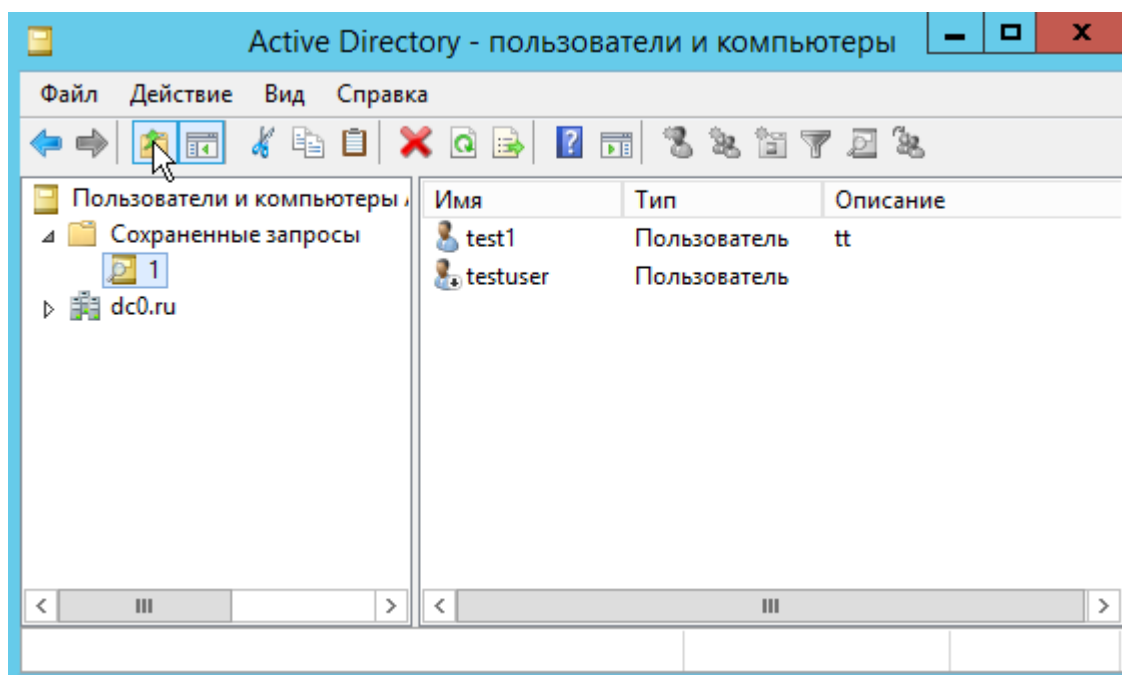 Active Directory - пользователи и компьютеры
Файл Действие Вид Справка
Пользователи и компьютеры
Имя Тип Описание
Сохраненные запросы
test1 Пользователь tt
1
testuser Пользователь
dc0.ru